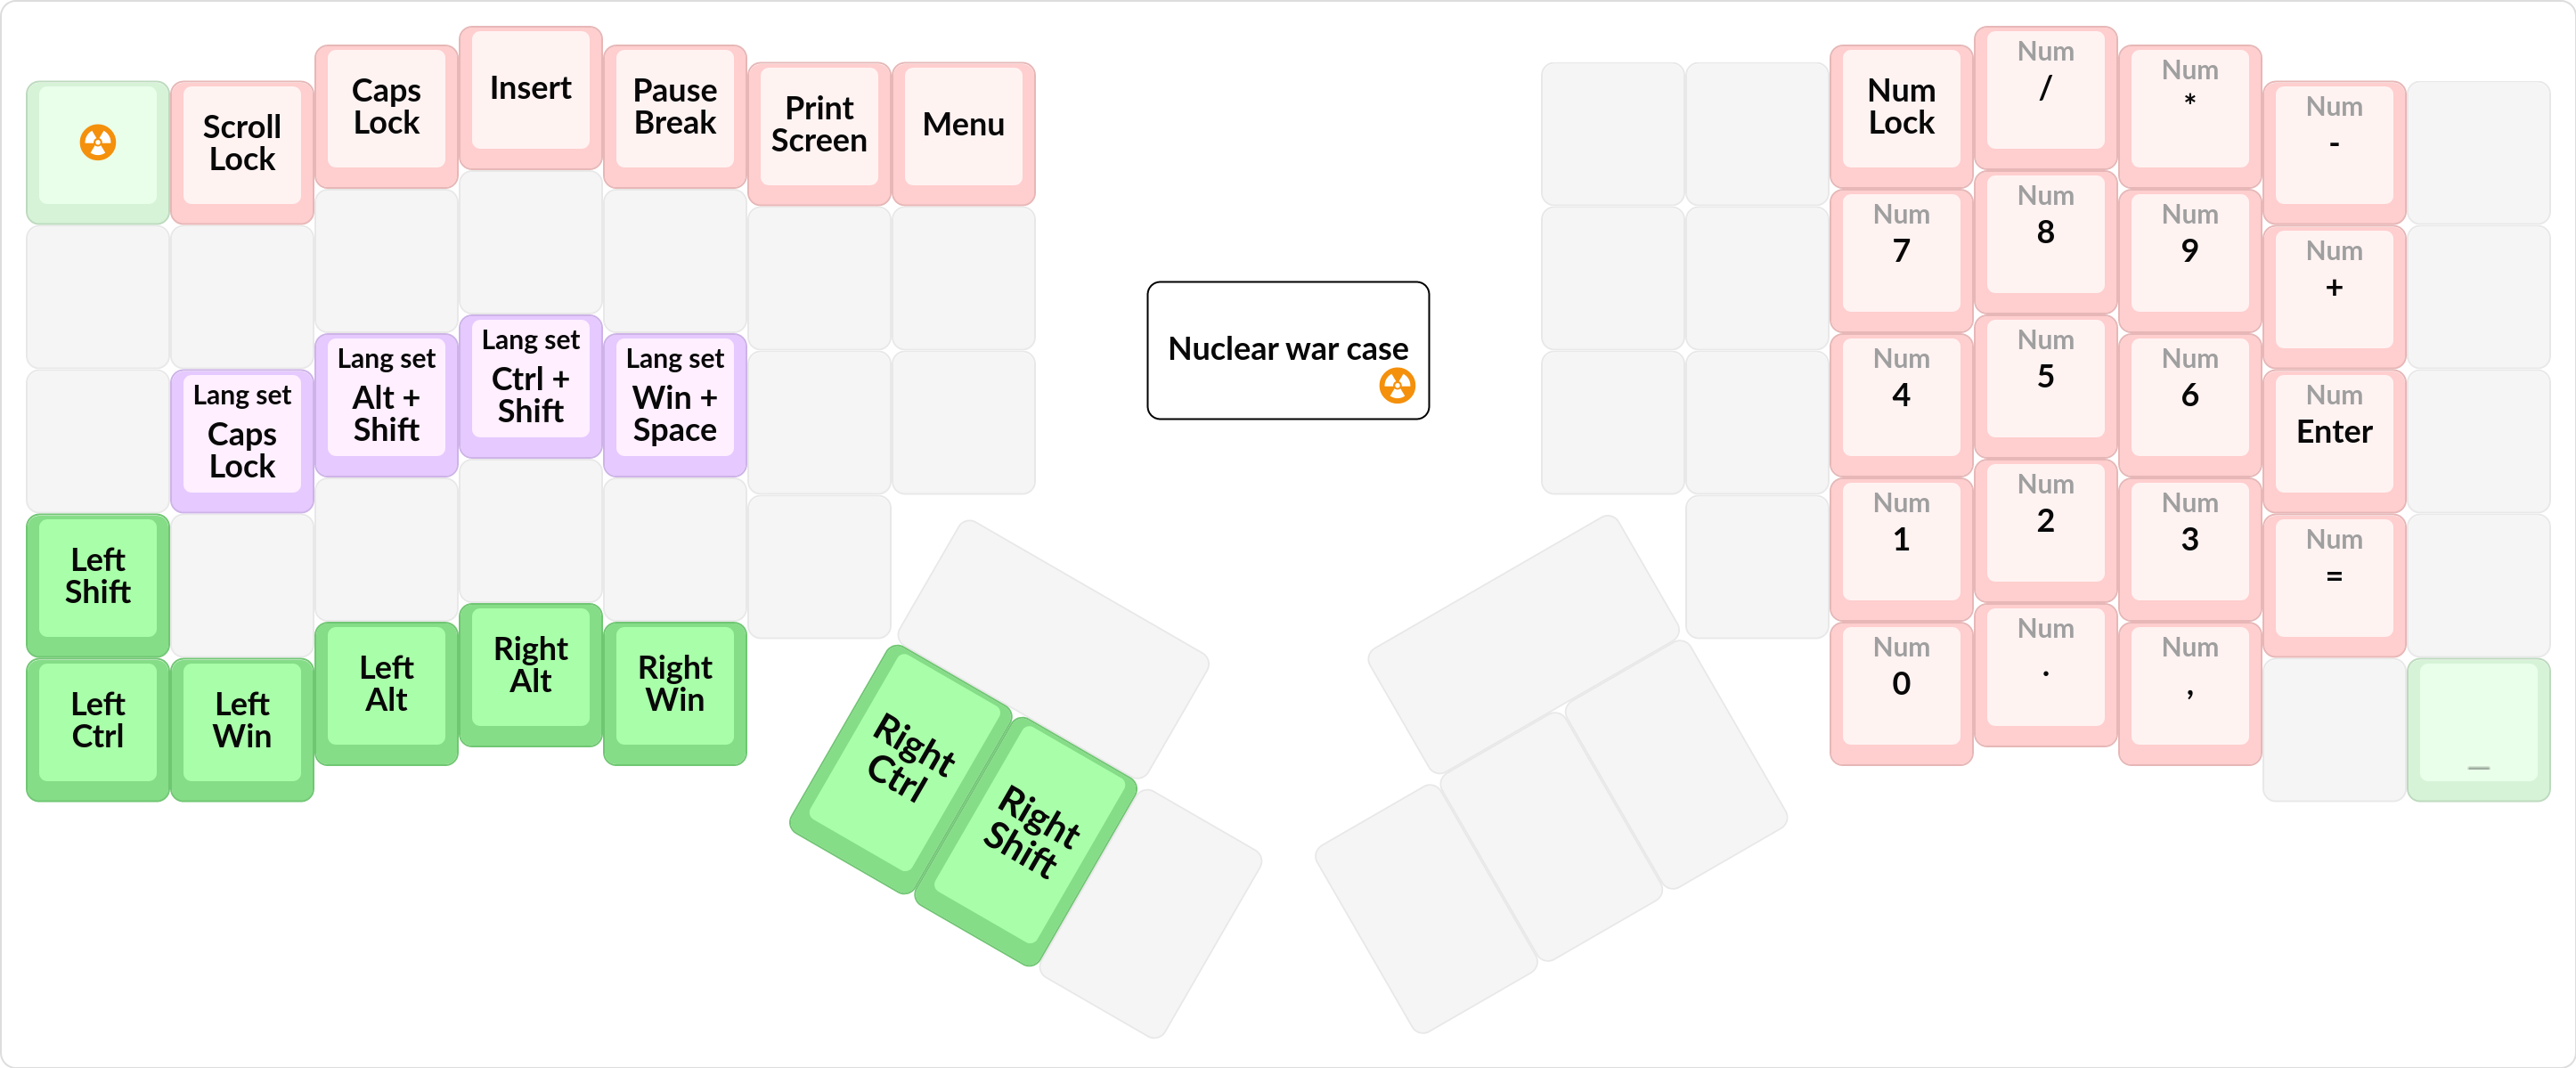 Scroll
Lock
Caps
Lock
Insert
Pause
Break
Print
Screen
Menu
Lang set
Caps
Lock
Lang set
Alt +
Shift
Lang set
Ctrl +
Shift
Lang set
Win +
Space
Left
Shift
Left
Ctrl
Left
Win
Left
Alt
Right
Alt
Right
Win
Right
Ctrl
Right
Shift
Nuclear war case
Num
Lock
Num
/
Num
*
Num
-
Num
7
Num
8
Num
9
Num
+
Num
4
Num
5
Num
6
Num
Enter
Num
1
Num
2
Num
3
Num
=
Num
0
Num
.
Num
,
_